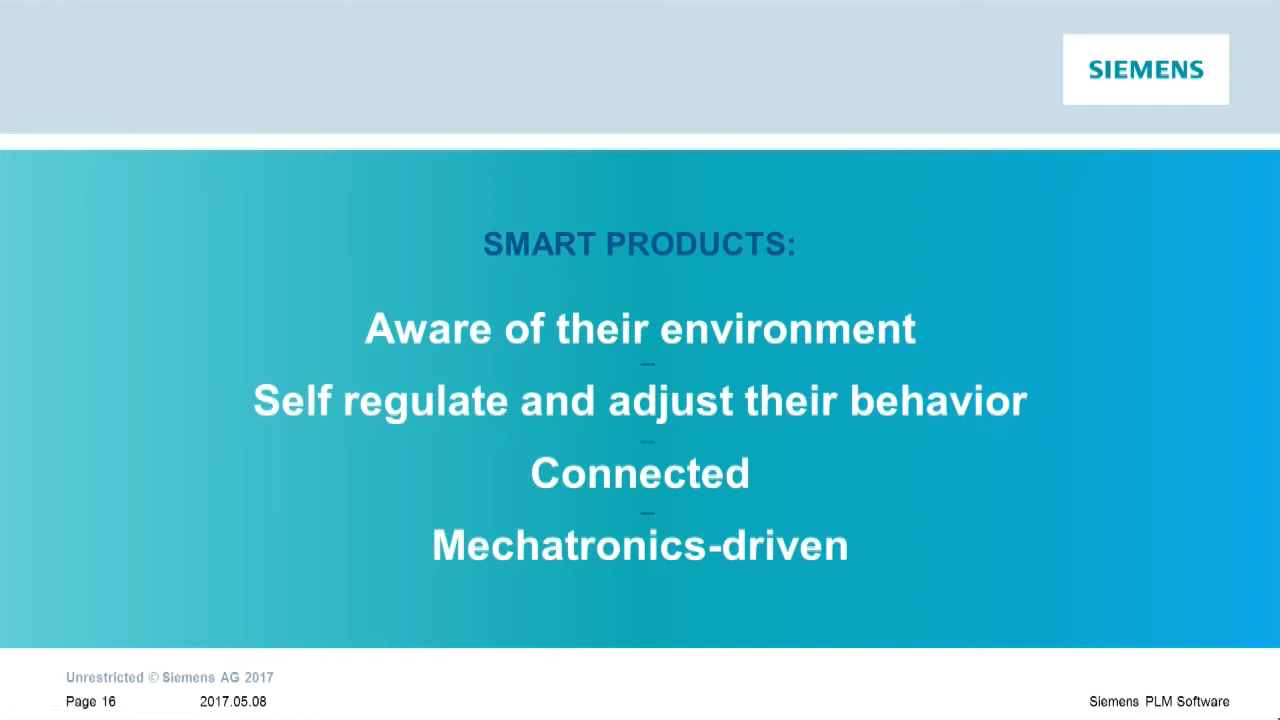 SIEMENS
SMART PRODUCTS:
Aware of their environment
Self regulate and adjust their behavior
Connected
Mechatronics-driven
Unrestricted © Siemens AG 2017
Page 16 2017.05.08 Siemens PLM Software